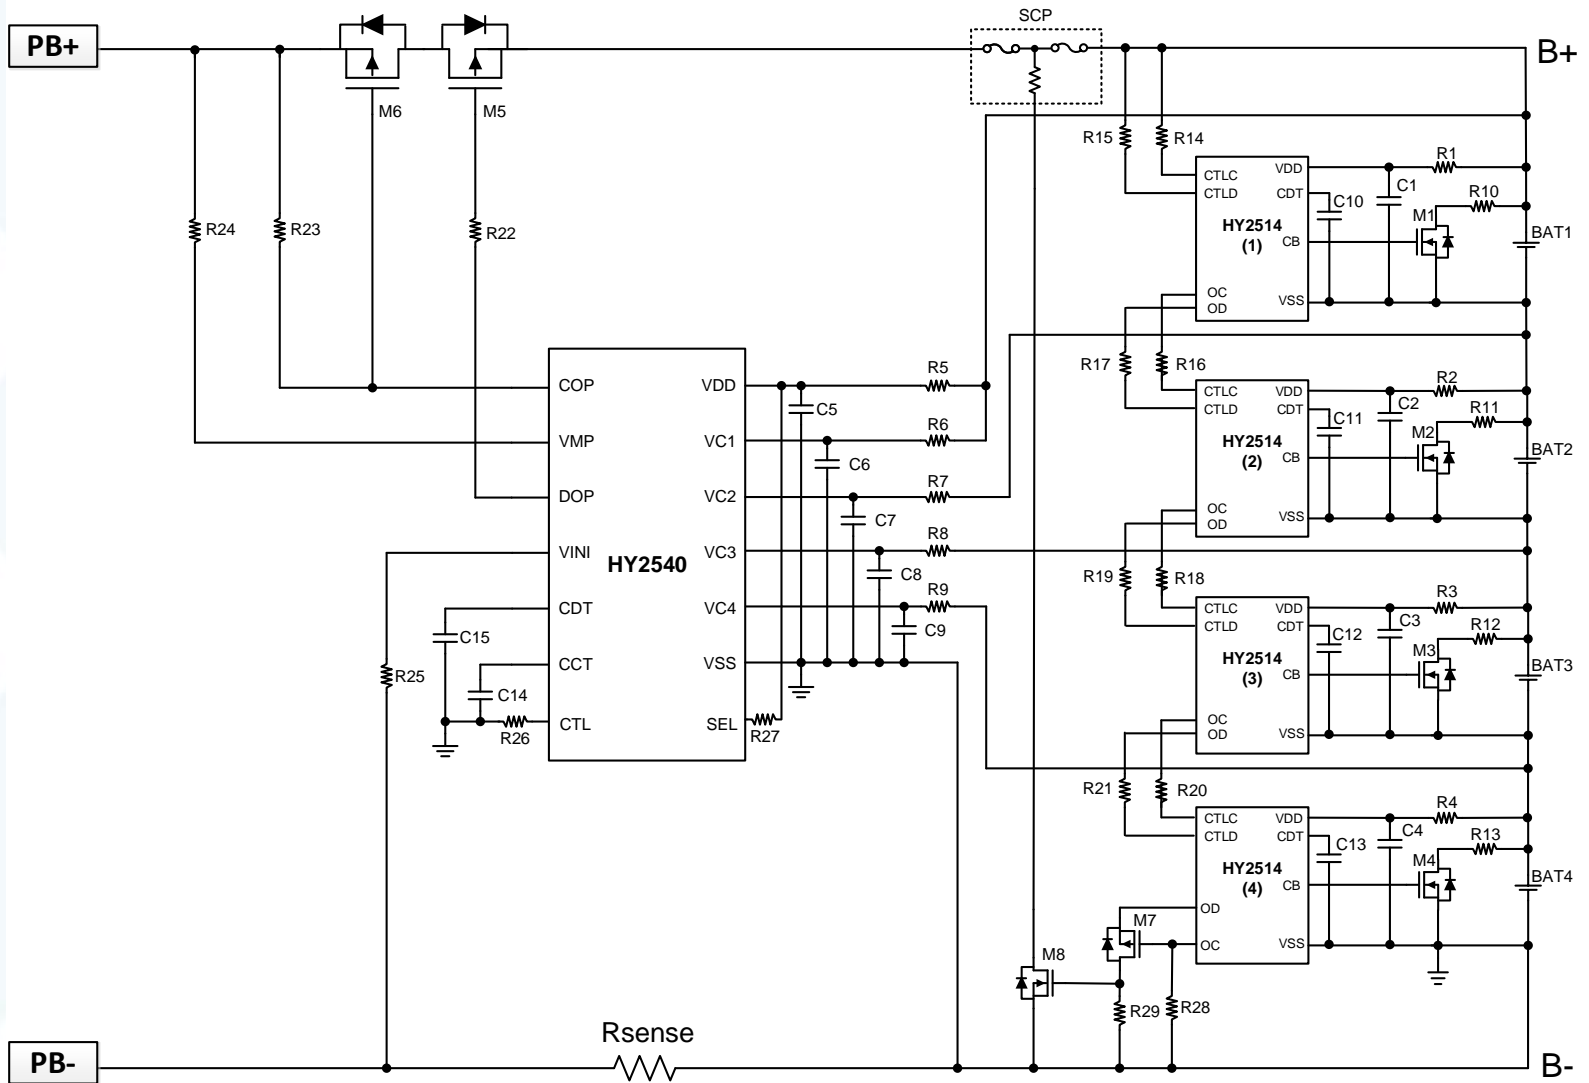 SCP
PB+
B+
M6
M5
R15
R14
R1
VDD
CTLC
C1
R10
CTLD
CDT
C10
M1
R24
R23
R22
HY2514
(1)
CB
BAT1
OC
OD
VSS
R17
R16
R2
CTLC
VDD
CTLD
CDT
C2
R11
C11
M2
HY2514
(2)
CB
BAT2
OC
OD
VSS
COP
VDD
R5
C5
VMP
VC1
R6
C6
DOP
VC2
R7
C7
VINI
HY2540
VC3
R8
C8
CDT
VC4
R9
C9
C15
CCT
VSS
R25
C14
CTL
SEL
R26
R27
R19
R18
R3
CTLC
VDD
CTLD
CDT
C3
R12
C12
M3
HY2514
(3)
CB
BAT3
OC
OD
VSS
R21
R20
R4
CTLC
VDD
CTLD
CDT
C4
R13
C13
M4
HY2514
(4)
CB
BAT4
OD
M7
OC
VSS
M8
R29
R28
Rsense
PB-
B-